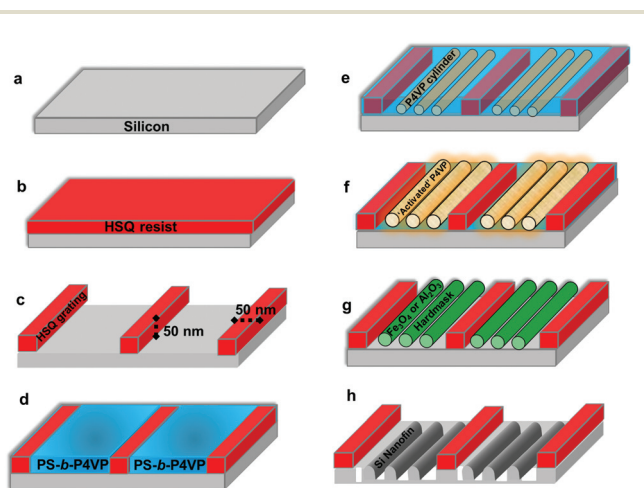 a
Silicon
b
HSQ resist
c
HSQ grating
50 nm
50 nm
d
PS-b-P4VP
PS-b-P4VP
e
P4VP cylinder
f
'Activated' P4VP
g
Fe₃O₄ or Al₂O₃
Hardmask
h
Si Nanofin